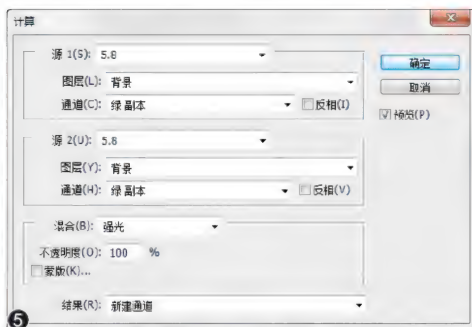 计算
源 1(S): 5.8
图层(L): 背景
通道(C): 绿 副本 反相(I)
源 2(U): 5.8
图层(Y): 背景
通道(H): 绿 副本 反相(V)
混合(B): 强光
不透明度(O): 100 %
蒙版(K)...
结果(R): 新建通道
确定
取消
预览(P)
5